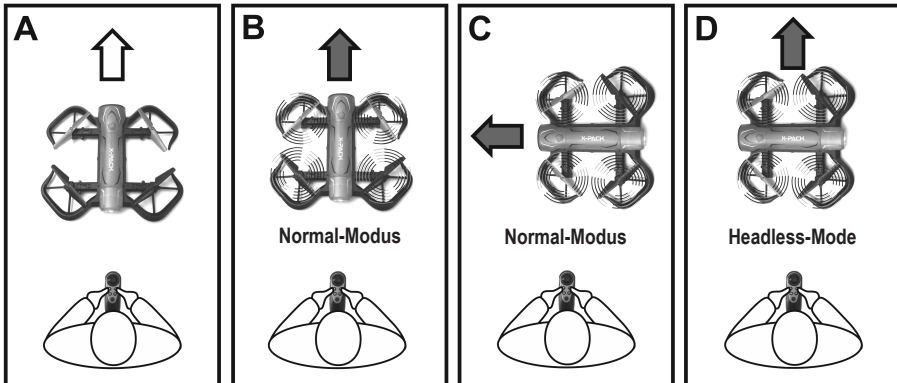 A
B
C
D
X-PACK
X-PACK
X-PACK
X-PACK
Normal-Modus
Normal-Modus
Headless-Mode